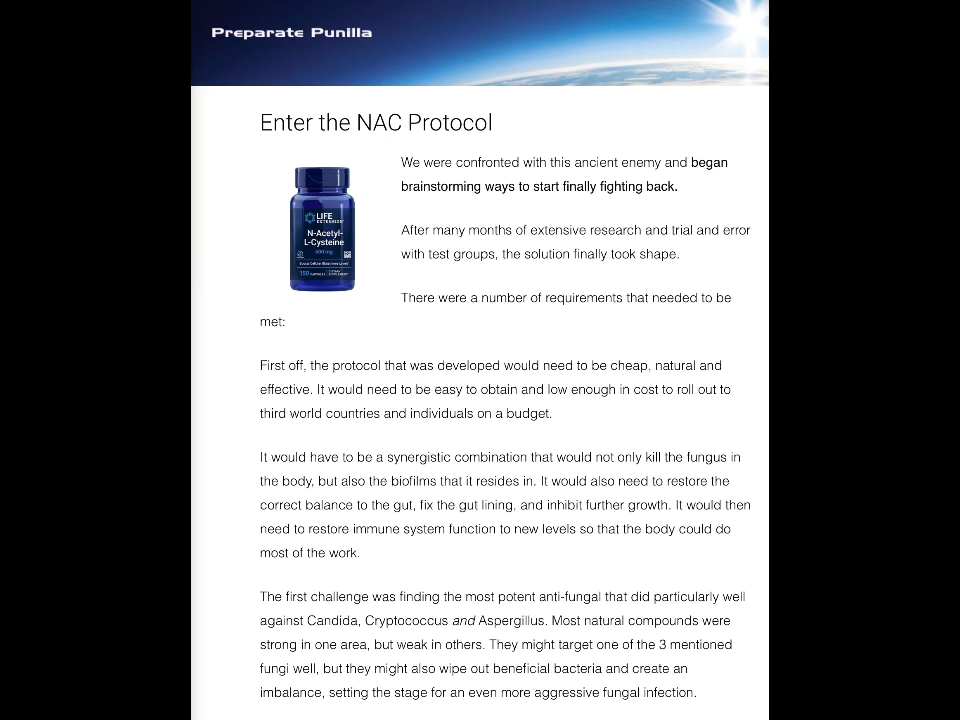 Preparate Punilla
Enter the NAC Protocol
We were confronted with this ancient enemy and began
brainstorming ways to start finally fighting back.
LIFE
EXTENSION
N-Acetyl-
L-Cysteine
600 mg
After many months of extensive research and trial and error
with test groups, the solution finally took shape.
There were a number of requirements that needed to be
met:
First off, the protocol that was developed would need to be cheap, natural and
effective. It would need to be easy to obtain and low enough in cost to roll out to
third world countries and individuals on a budget.
It would have to be a synergistic combination that would not only kill the fungus in
the body, but also the biofilms that it resides in. It would also need to restore the
correct balance to the gut, fix the gut lining, and inhibit further growth. It would then
need to restore immune system function to new levels so that the body could do
most of the work.
The first challenge was finding the most potent anti-fungal that did particularly well
against Candida, Cryptococcus and Aspergillus. Most natural compounds were
strong in one area, but weak in others. They might target one of the 3 mentioned
fungi well, but they might also wipe out beneficial bacteria and create an
imbalance, setting the stage for an even more aggressive fungal infection.